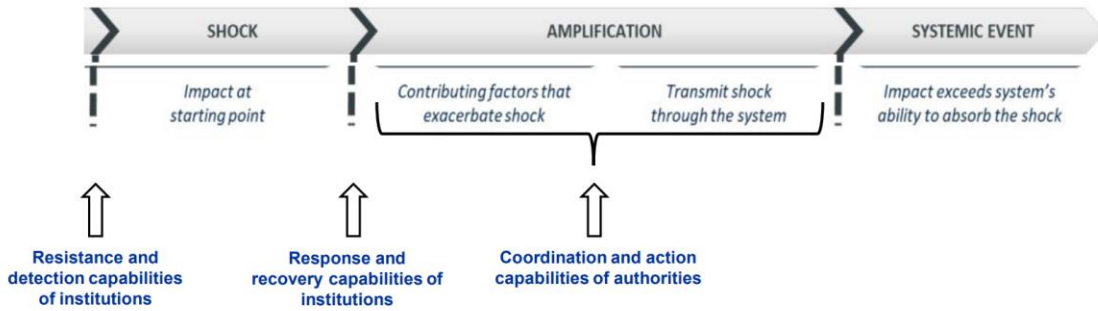 SHOCK
AMPLIFICATION
SYSTEMIC EVENT
Impact at
starting point
Contributing factors that
exacerbate shock
Transmit shock
through the system
Impact exceeds system's
ability to absorb the shock
Resistance and
detection capabilities
of institutions
Response and
recovery capabilities of
institutions
Coordination and action
capabilities of authorities